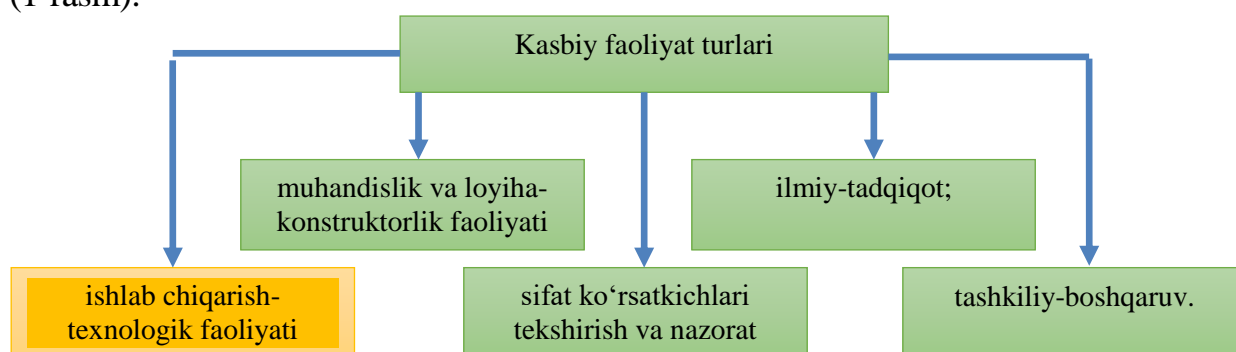 (1-rasm).
Kasbiy faoliyat turlari
muhandislik va loyiha-
konstruktorlik faoliyati
ilmiy-tadqiqot;
ishlab chiqarish-
texnologik faoliyati
sifat ko‘rsatkichlari
tekshirish va nazorat
tashkiliy-boshqaruv.